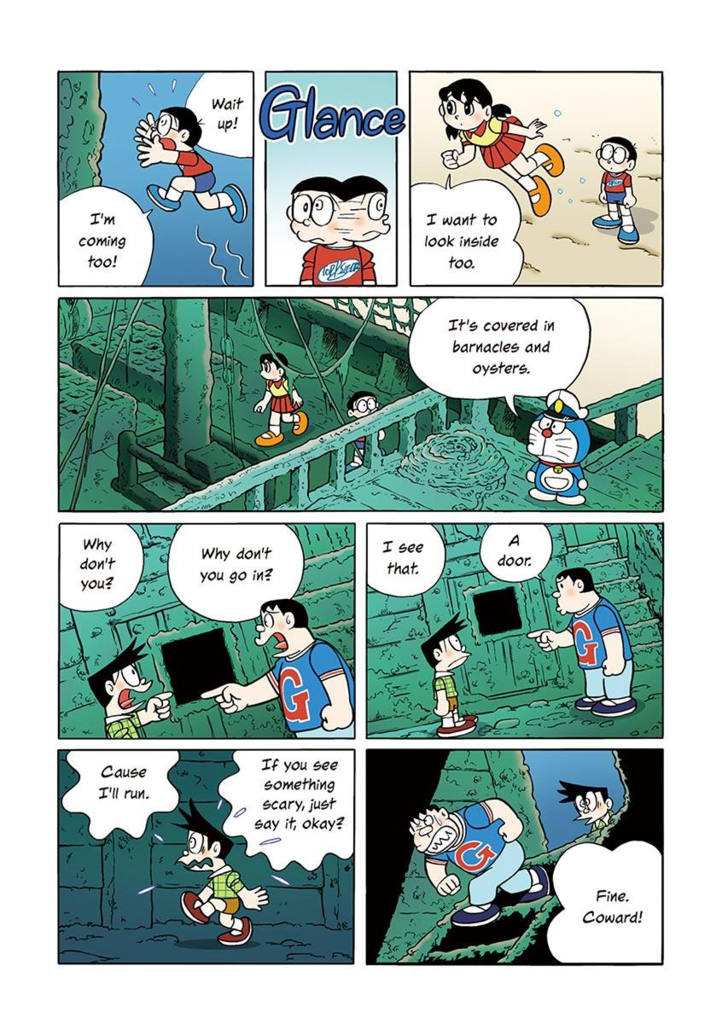 I want to
look inside
too.
Glance
Wait
up!
I'm
coming
too!
It's covered in
barnacles and
oysters.
A
door.
I see
that.
G
Why don't
you go in?
Why
don't
you?
G
Fine.
Coward!
G
If you see
something
scary, just
say it, okay?
Cause
I'll run.